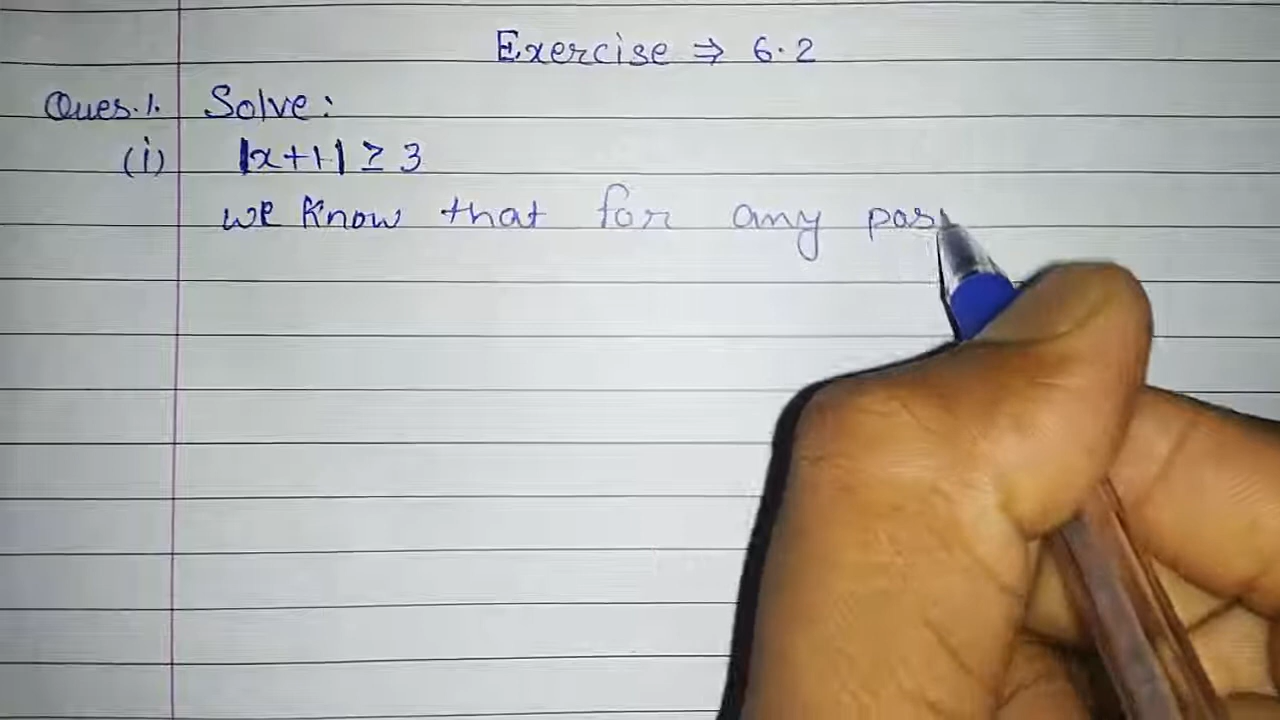 Exercise ⇒ 6.2
Ques.1. Solve:
(i) |x+1| ≥ 3
we know that for any pos